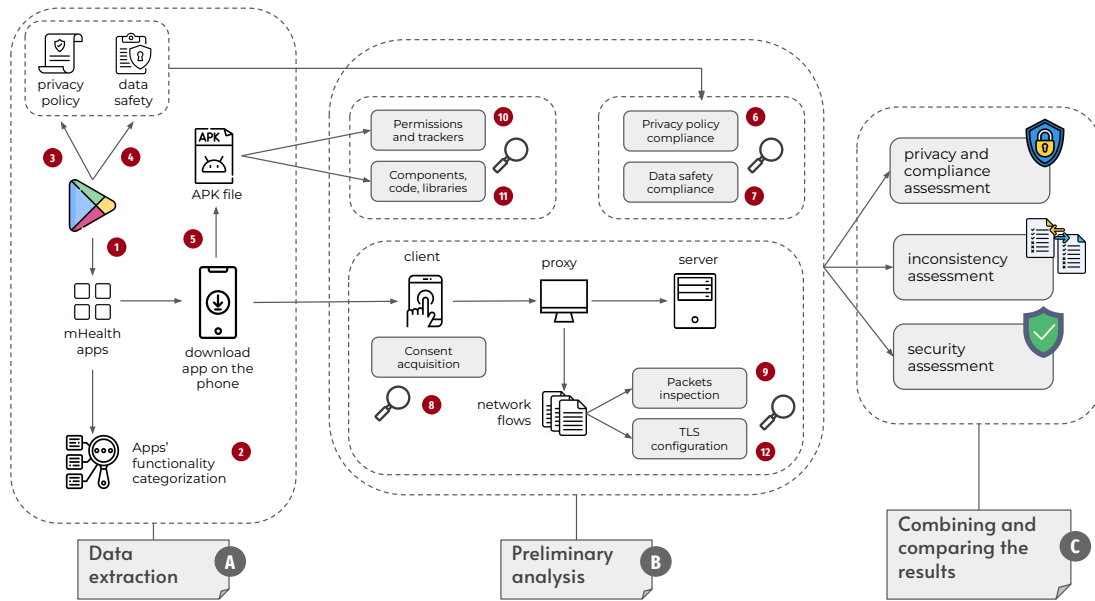 privacy
policy
data
safety
3
4
1
mHealth
apps
APK
APK file
5
download
app on the
phone
Apps'
functionality
categorization
2
Data
extraction
A
Permissions
and trackers
10
Components,
code, libraries
11
Privacy policy
compliance
6
Data safety
compliance
7
client
proxy
server
Consent
acquisition
8
network
flows
Packets
inspection
9
TLS
configuration
12
Preliminary
analysis
B
privacy and
compliance
assessment
inconsistency
assessment
security
assessment
Combining and
comparing the
results
C